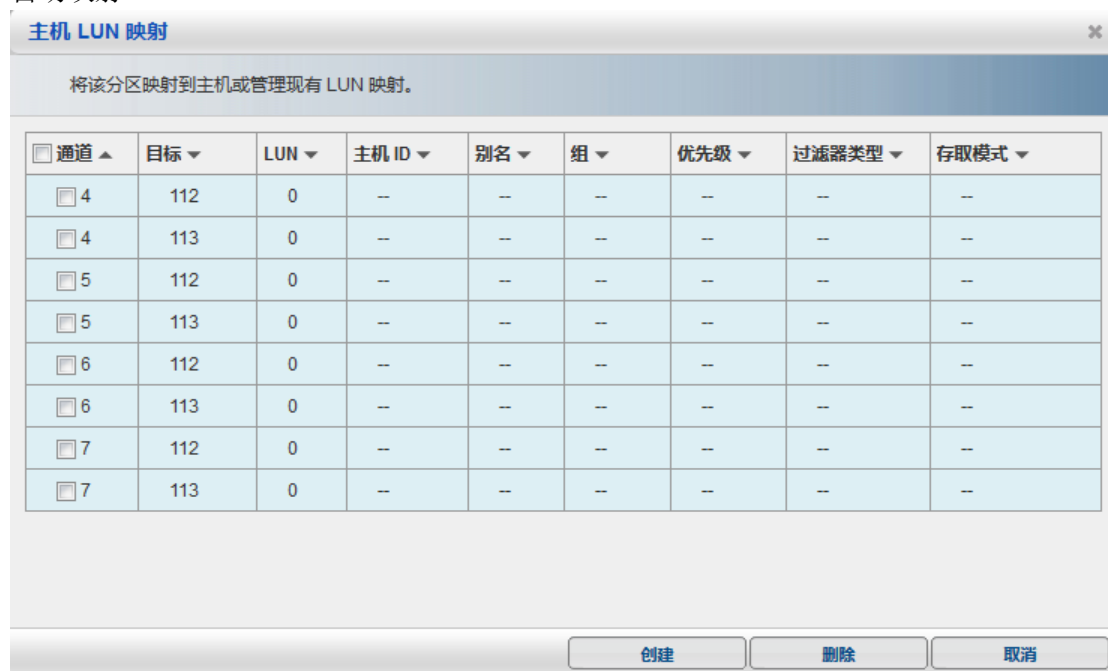 主机 LUN 映射
将该分区映射到主机或管理现有 LUN 映射。
通道 目标 LUN 主机 ID 别名 组 优先级 过滤器类型 存取模式
4 112 0 -- -- -- -- -- --
4 113 0 -- -- -- -- -- --
5 112 0 -- -- -- -- -- --
5 113 0 -- -- -- -- -- --
6 112 0 -- -- -- -- -- --
6 113 0 -- -- -- -- -- --
7 112 0 -- -- -- -- -- --
7 113 0 -- -- -- -- -- --
创建 删除 取消